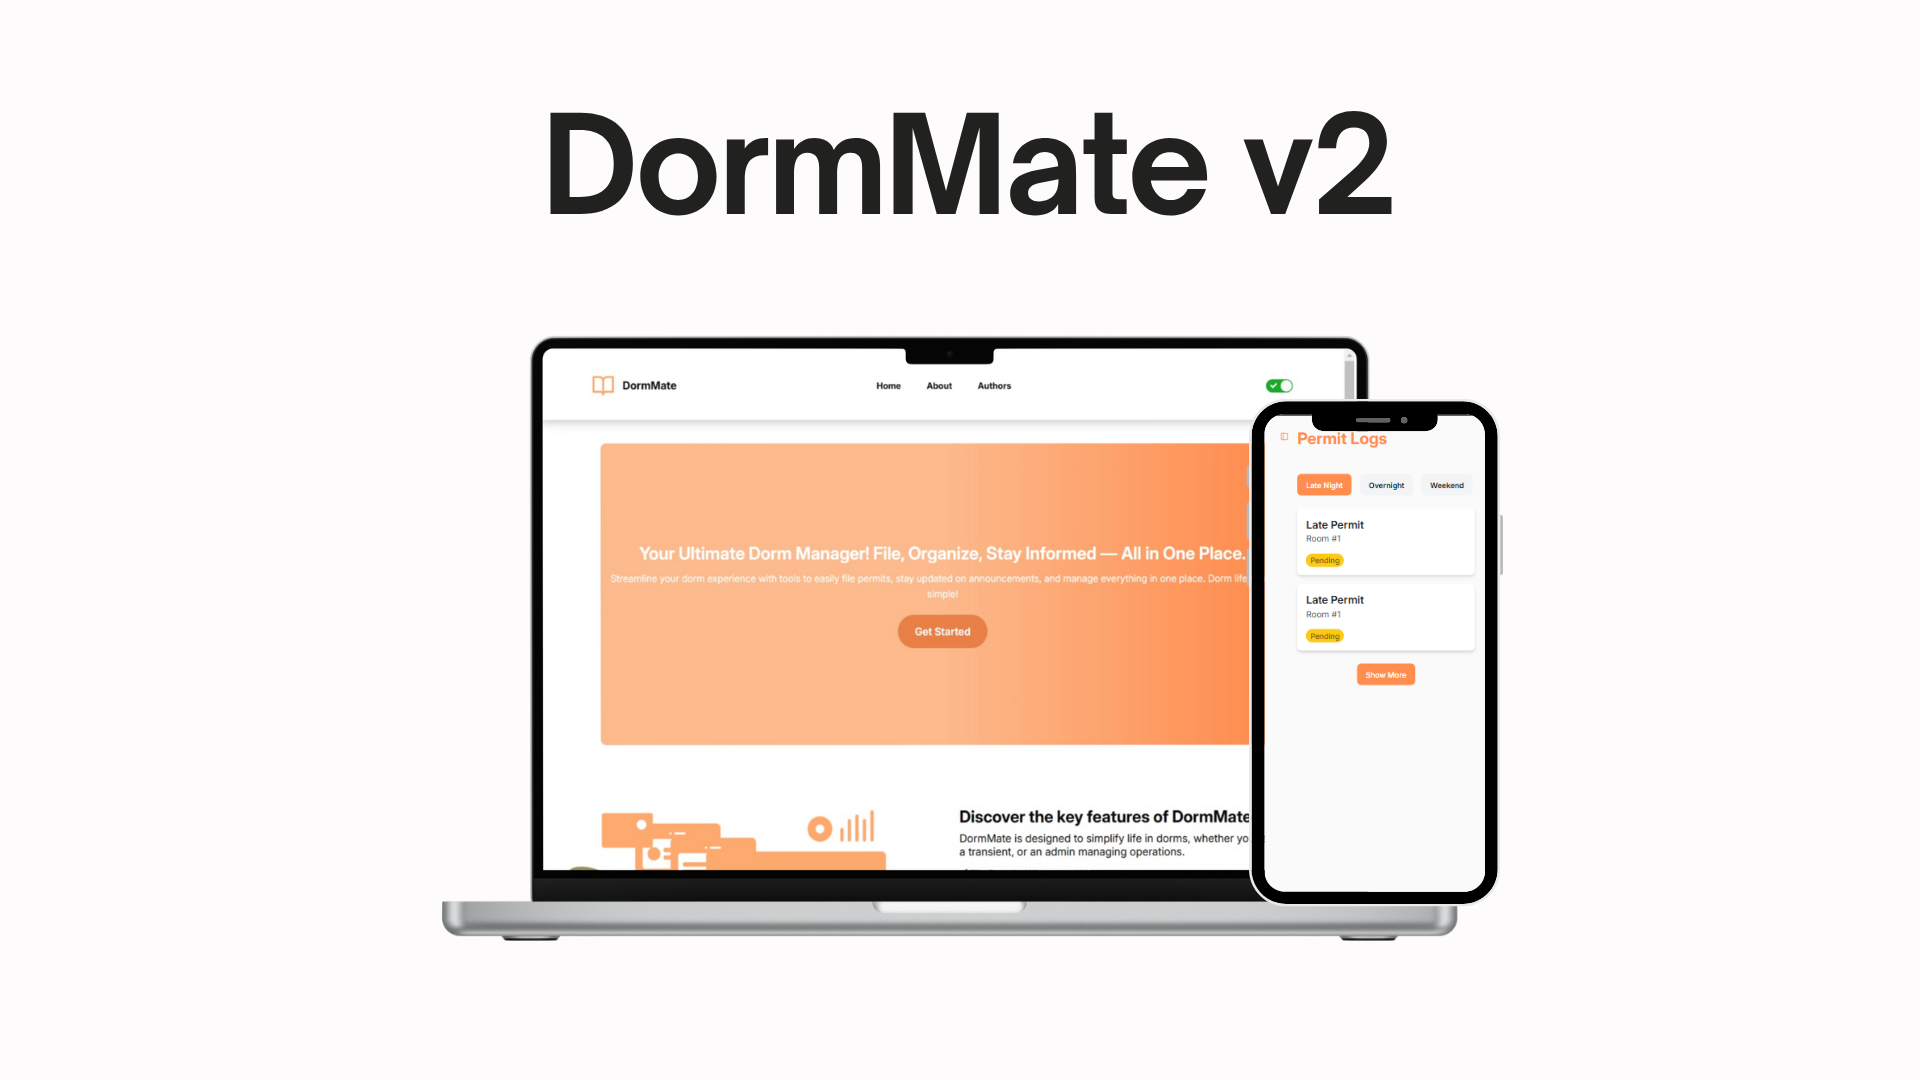 DormMate v2
DormMate
Home About Authors
Your Ultimate Dorm Manager! File, Organize, Stay Informed — All in One Place.
Streamline your dorm experience with tools to easily file permits, stay updated on announcements, and manage everything in one place. Dorm life
simple!
Get Started
Discover the key features of DormMate
DormMate is designed to simplify life in dorms, whether
a transient, or an admin managing operations.
Permit Logs
Late Night Overnight Weekend
Late Permit
Room #1
Pending
Late Permit
Room #1
Pending
Show More